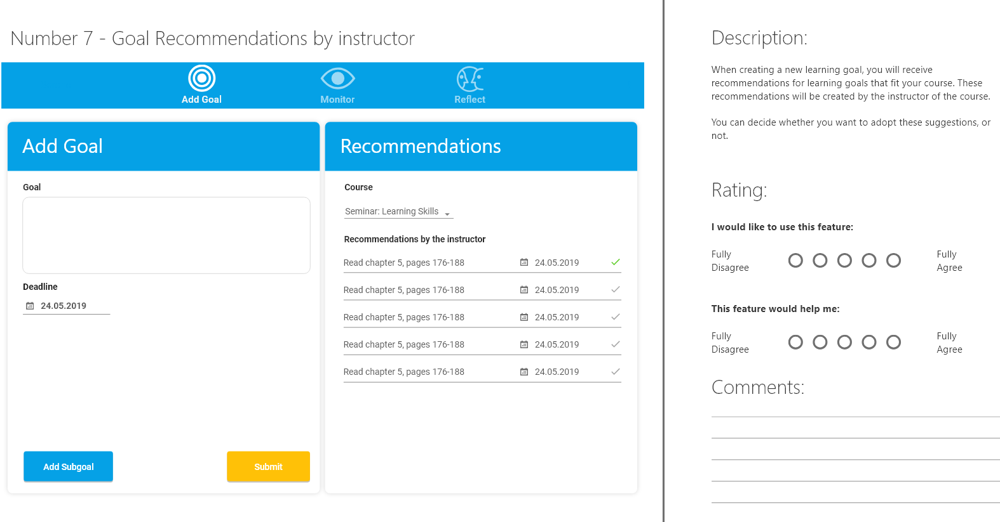 Number 7 - Goal Recommendations by instructor
Add Goal
Monitor
Reflect
Add Goal
Goal
Deadline
24.05.2019
Add Subgoal
Submit
Recommendations
Course
Seminar: Learning Skills
Recommendations by the instructor
Read chapter 5, pages 176-188 24.05.2019
Read chapter 5, pages 176-188 24.05.2019
Read chapter 5, pages 176-188 24.05.2019
Read chapter 5, pages 176-188 24.05.2019
Read chapter 5, pages 176-188 24.05.2019
Description:
When creating a new learning goal, you will receive
recommendations for learning goals that fit your course. These
recommendations will be created by the instructor of the course.
You can decide whether you want to adopt these suggestions, or
not.
Rating:
I would like to use this feature:
Fully
Disagree
Fully
Agree
This feature would help me:
Fully
Disagree
Fully
Agree
Comments: